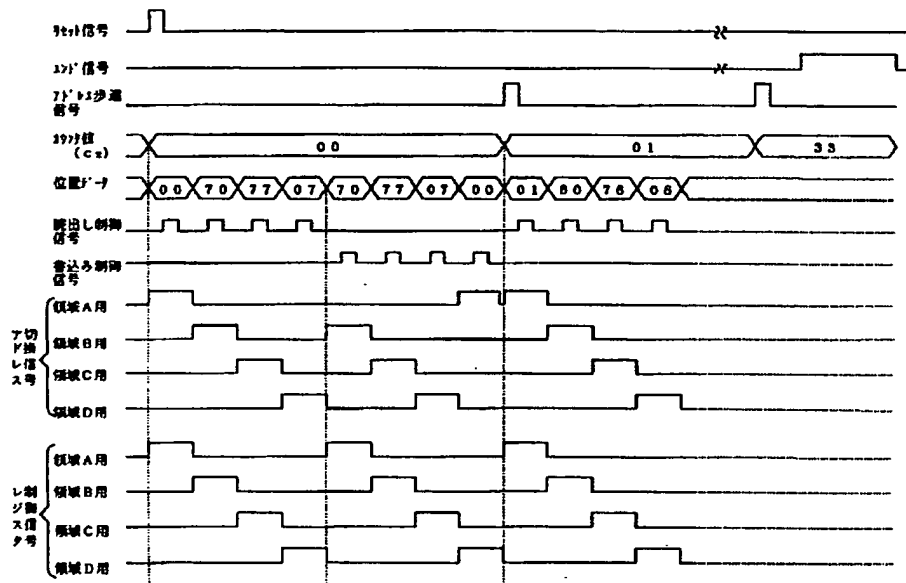 リセット信号
エンド信号
アドレス歩進
信号
カウンタ値
(Cz)
00
01
33
位置データ
00 70 77 07 70 77 07 00 01 60 76 06
読出し制御
信号
書込み制御
信号
アドレス
切換信号
領域A用
領域B用
領域C用
領域D用
レジスタ
制御信号
領域A用
領域B用
領域C用
領域D用